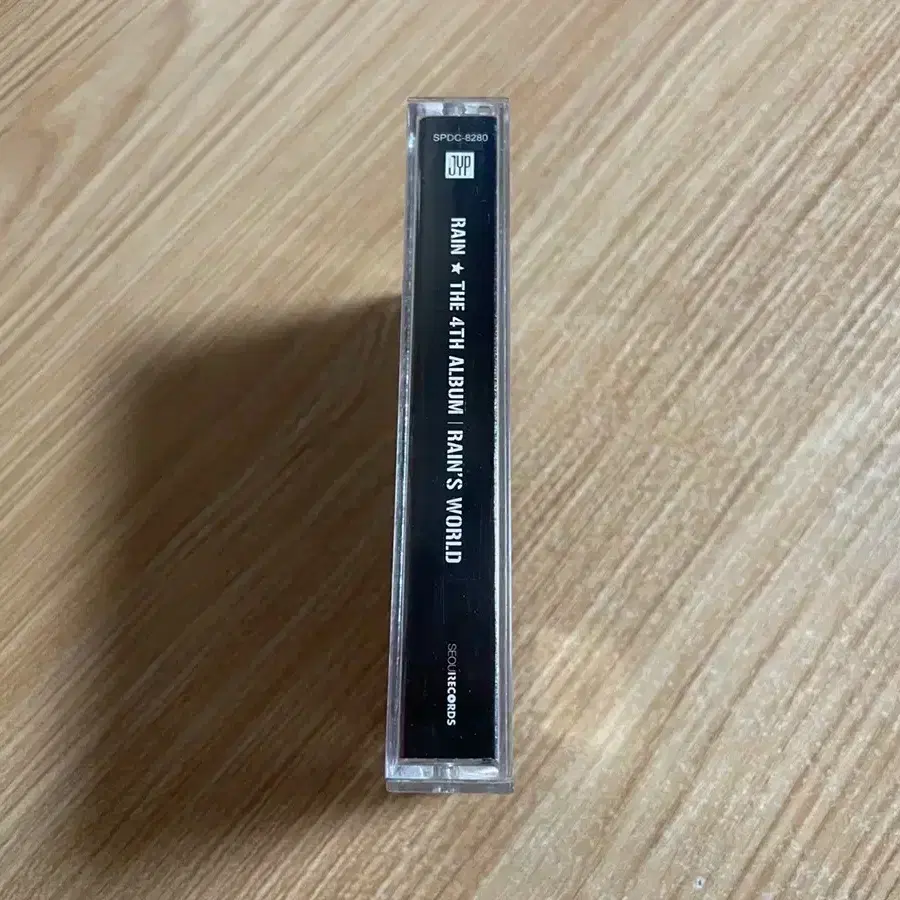 SPDC-8280
JYP
RAIN ★ THE 4TH ALBUM | RAIN'S WORLD
SEOULRECORDS